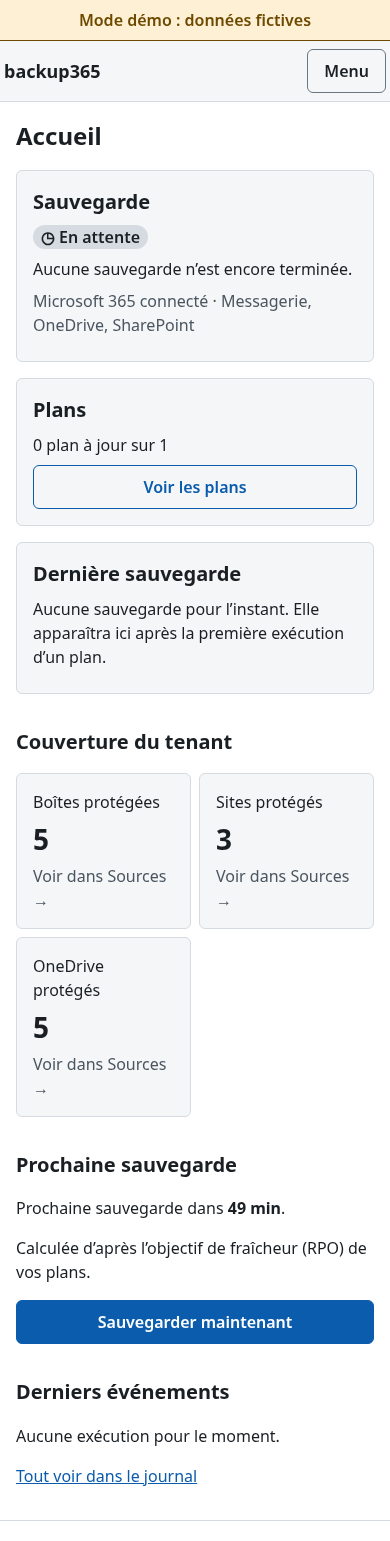 Mode démo : données fictives
backup365
Menu
Accueil
Sauvegarde
En attente
Aucune sauvegarde n’est encore terminée.
Microsoft 365 connecté · Messagerie,
OneDrive, SharePoint
Plans
0 plan à jour sur 1
Voir les plans
Dernière sauvegarde
Aucune sauvegarde pour l’instant. Elle
apparaîtra ici après la première exécution
d’un plan.
Couverture du tenant
Boîtes protégées
5
Voir dans Sources
→
Sites protégés
3
Voir dans Sources
→
OneDrive
protégés
5
Voir dans Sources
→
Prochaine sauvegarde
Prochaine sauvegarde dans 49 min.
Calculée d’après l’objectif de fraîcheur (RPO) de
vos plans.
Sauvegarder maintenant
Derniers événements
Aucune exécution pour le moment.
Tout voir dans le journal